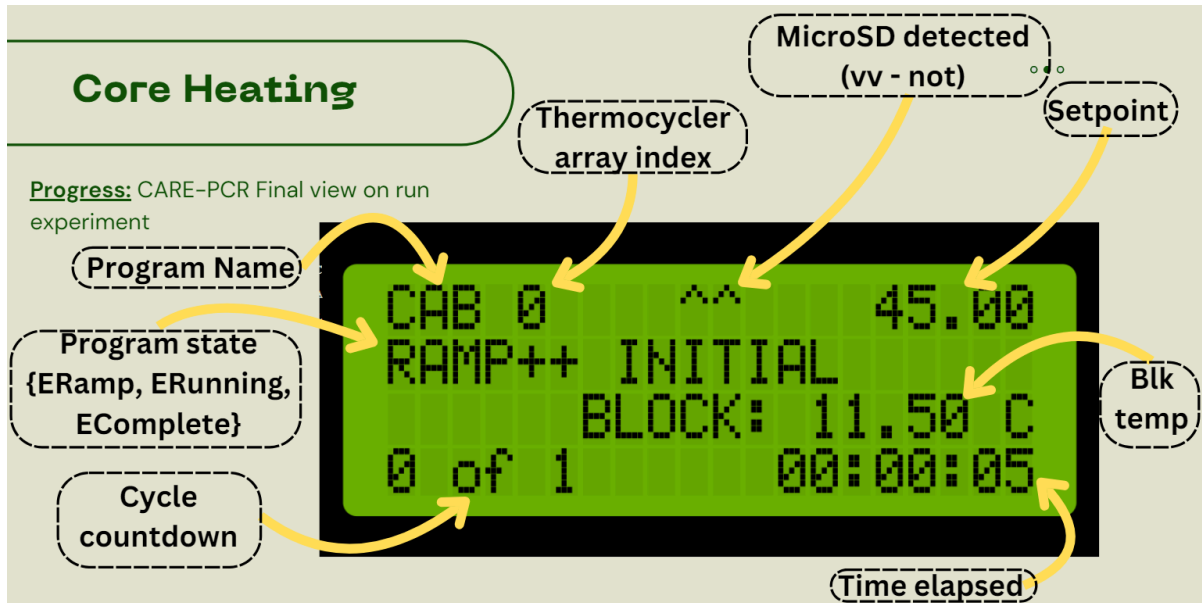 Core Heating
MicroSD detected
(vv - not)
Setpoint
Thermocycler
array index
Progress: CARE-PCR Final view on run
experiment
Program Name
CAB 0 ^^ 45.00
Program state
{ERamp, ERunning,
EComplete}
RAMP++ INITIAL
BLOCK: 11.50 C
Blk
temp
0 of 1 00:00:05
Cycle
countdown
Time elapsed